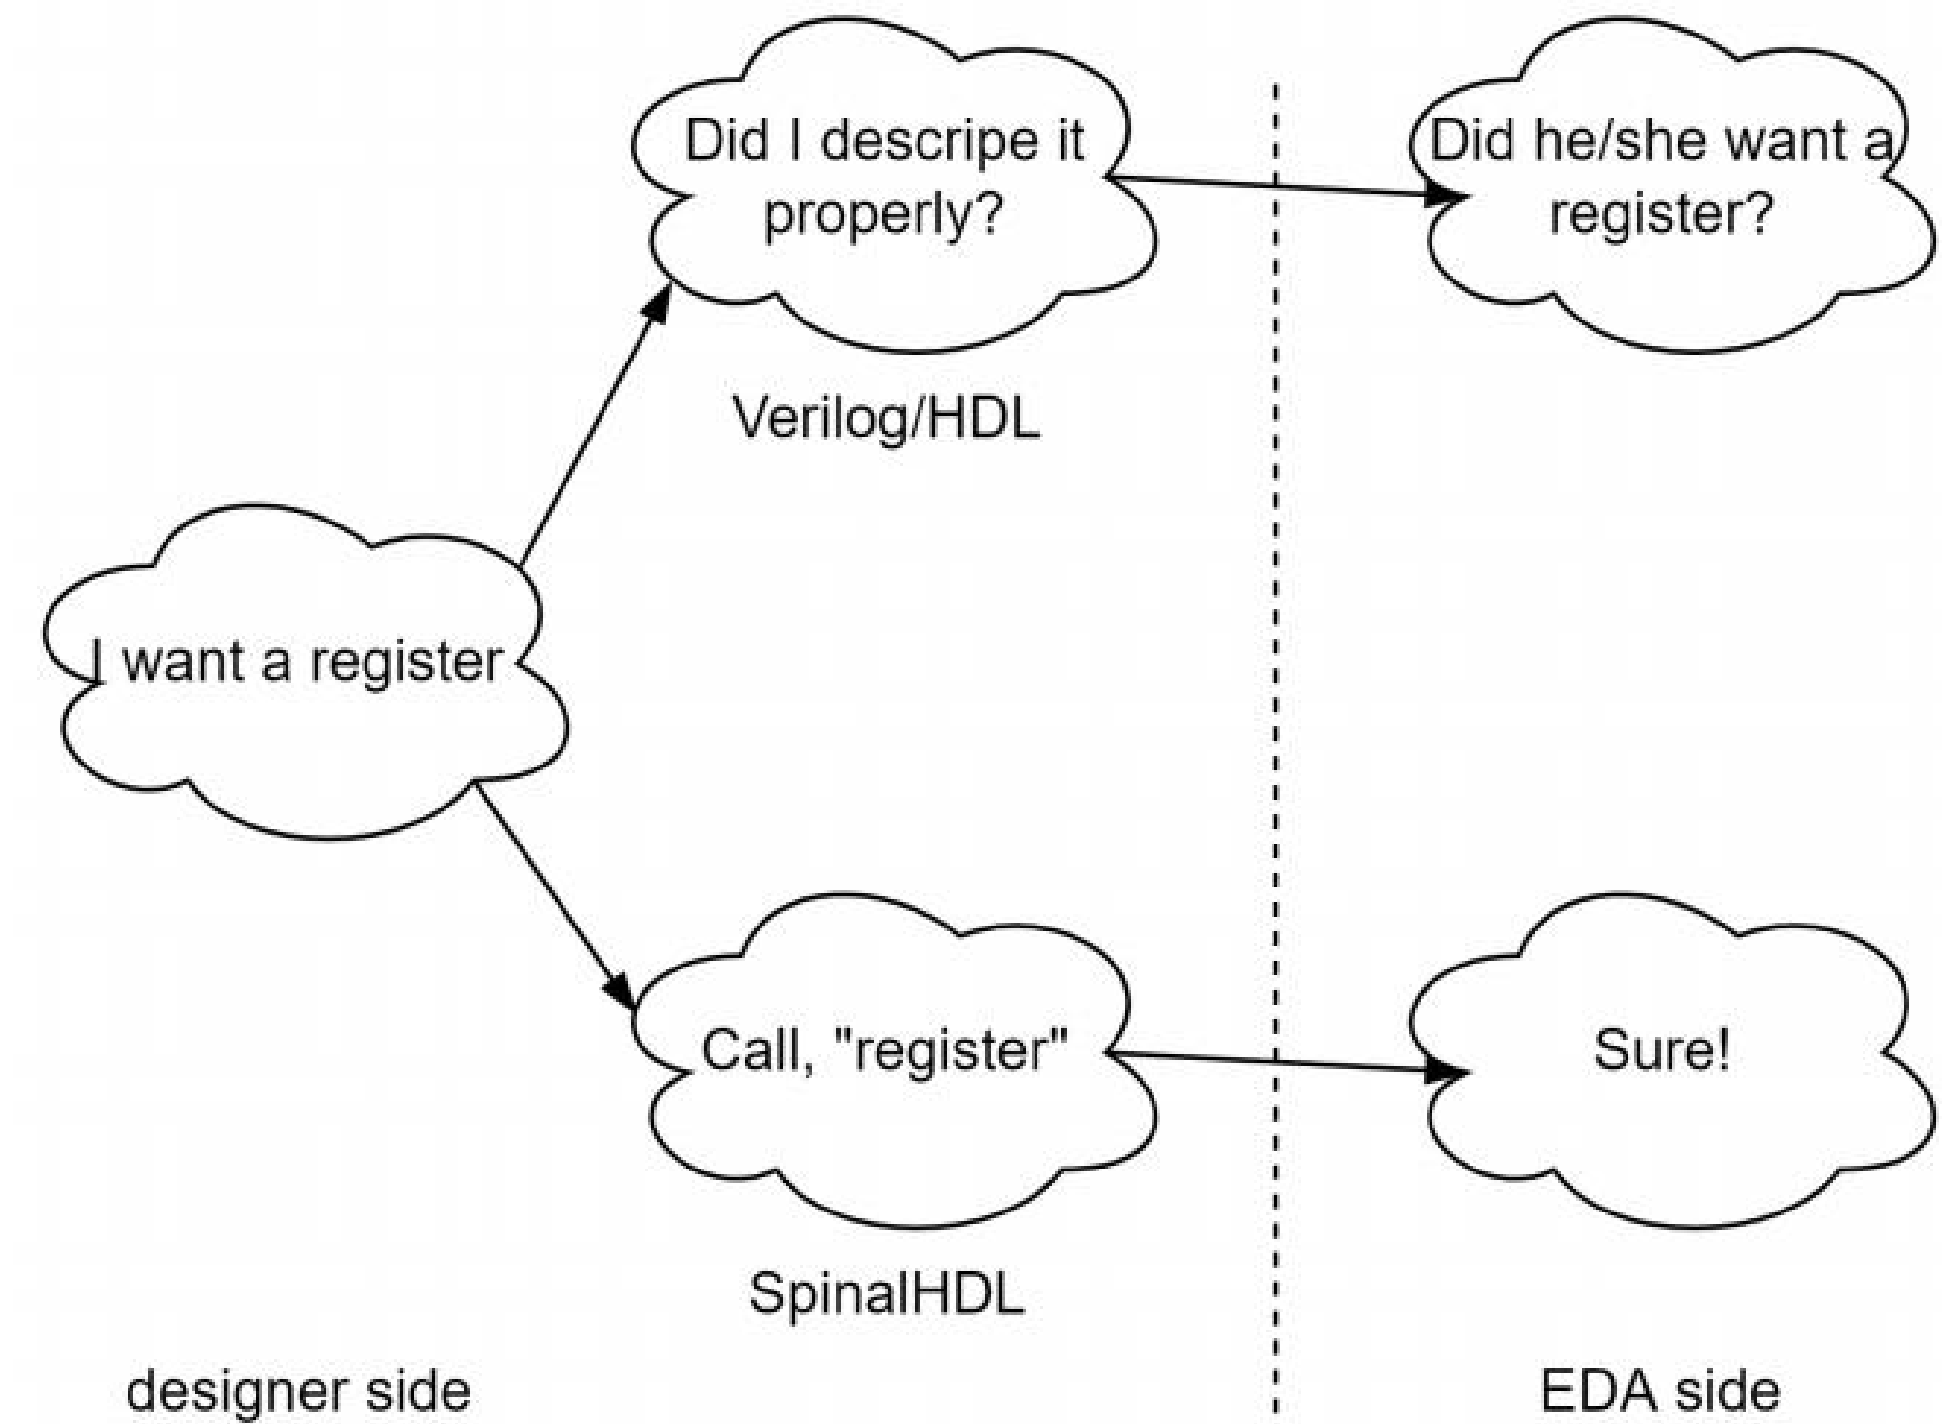 Did I descripe it
properly?
Did he/she want a
register?
Verilog/HDL
I want a register
Call, "register"
Sure!
SpinalHDL
designer side
EDA side